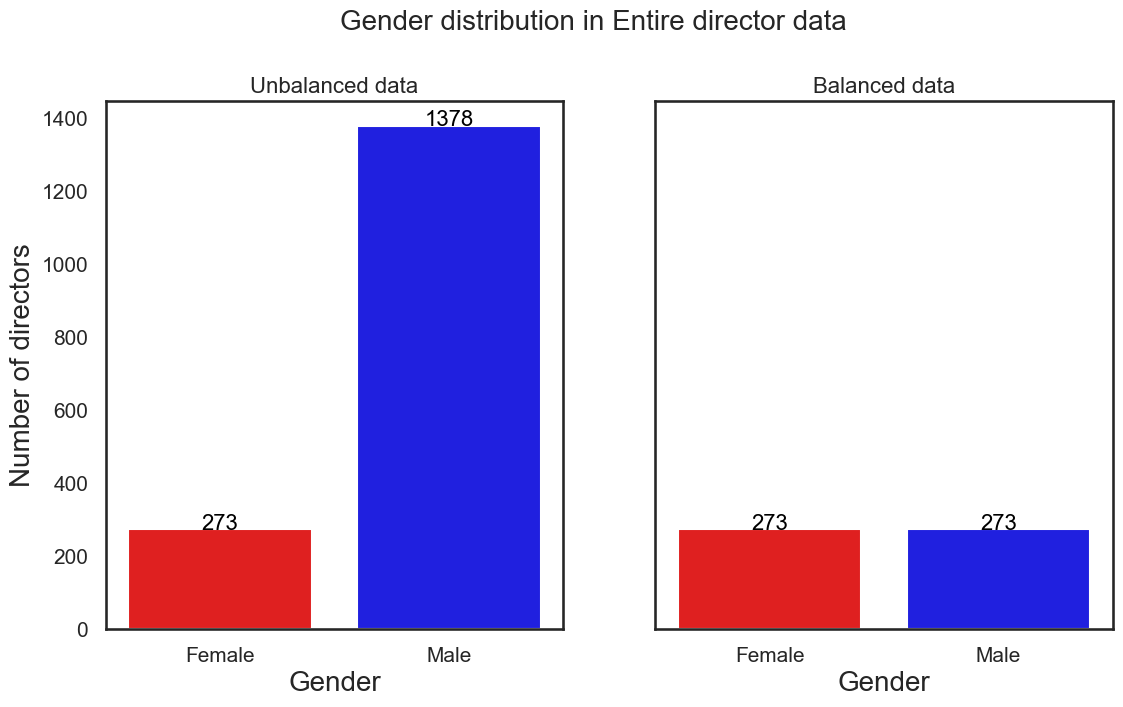 Gender distribution in Entire director data
Unbalanced data
1400
1200
1000
800
600
400
200
0
Number of directors
1378
273
Female
Male
Gender
Balanced data
273
273
Female
Male
Gender